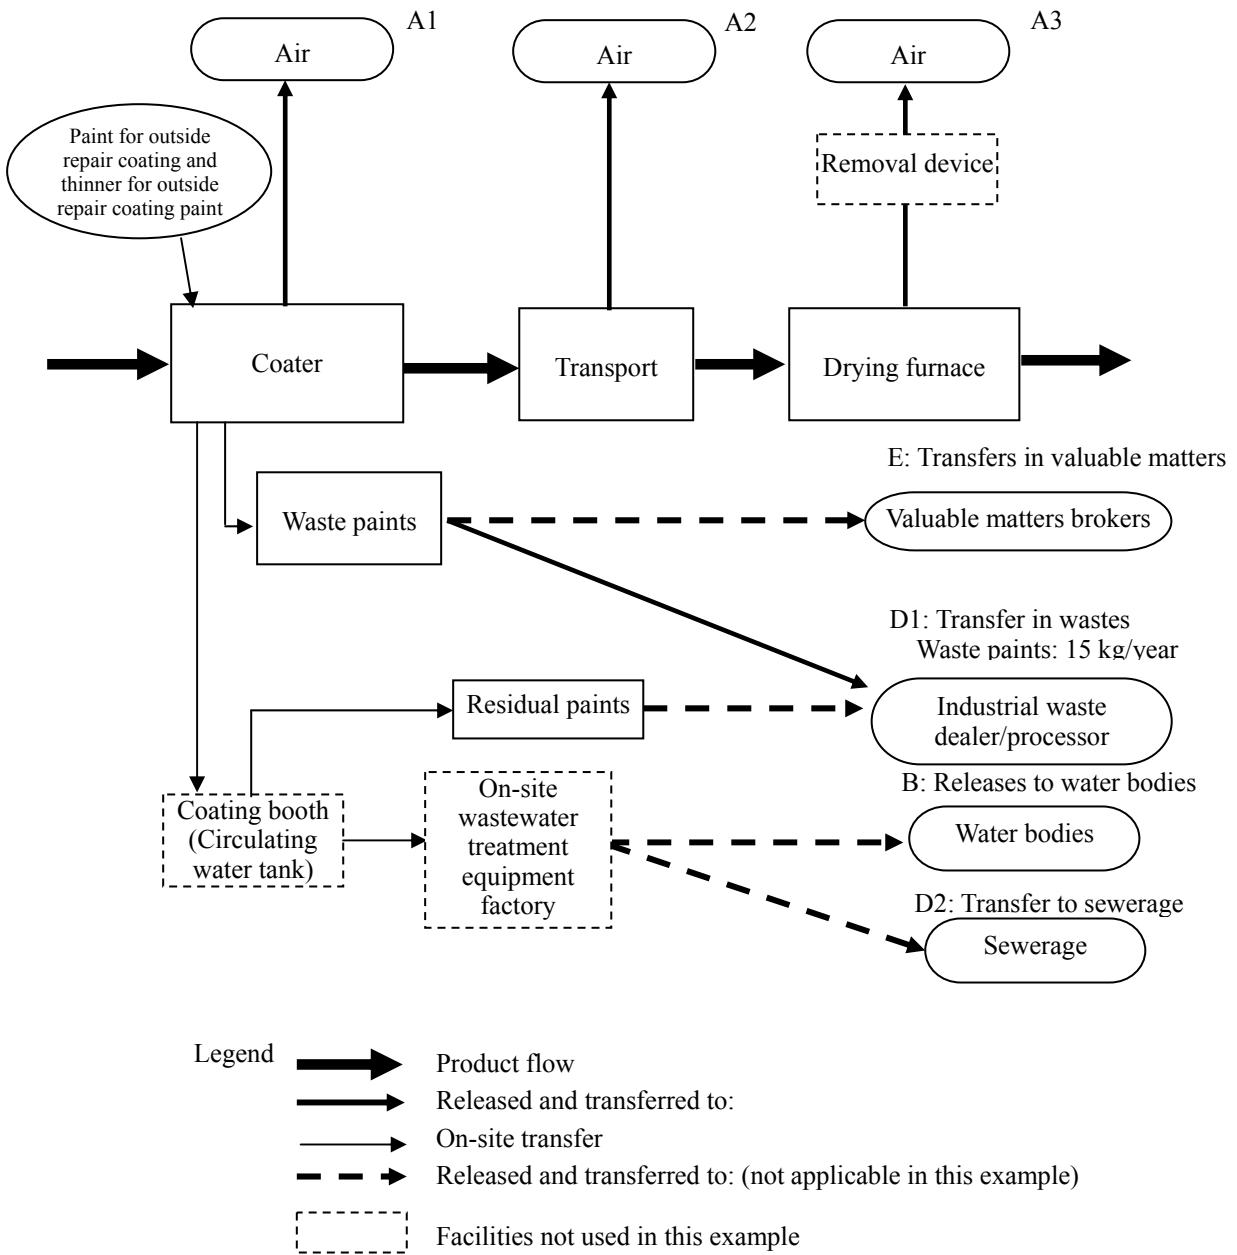 A1
A2
A3
Air
Air
Air
Paint for outside
repair coating and
thinner for outside
repair coating paint
Removal device
Coater
Transport
Drying furnace
E: Transfers in valuable matters
Waste paints
Valuable matters brokers
D1: Transfer in wastes
Waste paints: 15 kg/year
Residual paints
Industrial waste
dealer/processor
B: Releases to water bodies
Coating booth
(Circulating
water tank)
On-site
wastewater
treatment
equipment
factory
Water bodies
D2: Transfer to sewerage
Sewerage
Legend
Product flow
Released and transferred to:
On-site transfer
Released and transferred to: (not applicable in this example)
Facilities not used in this example